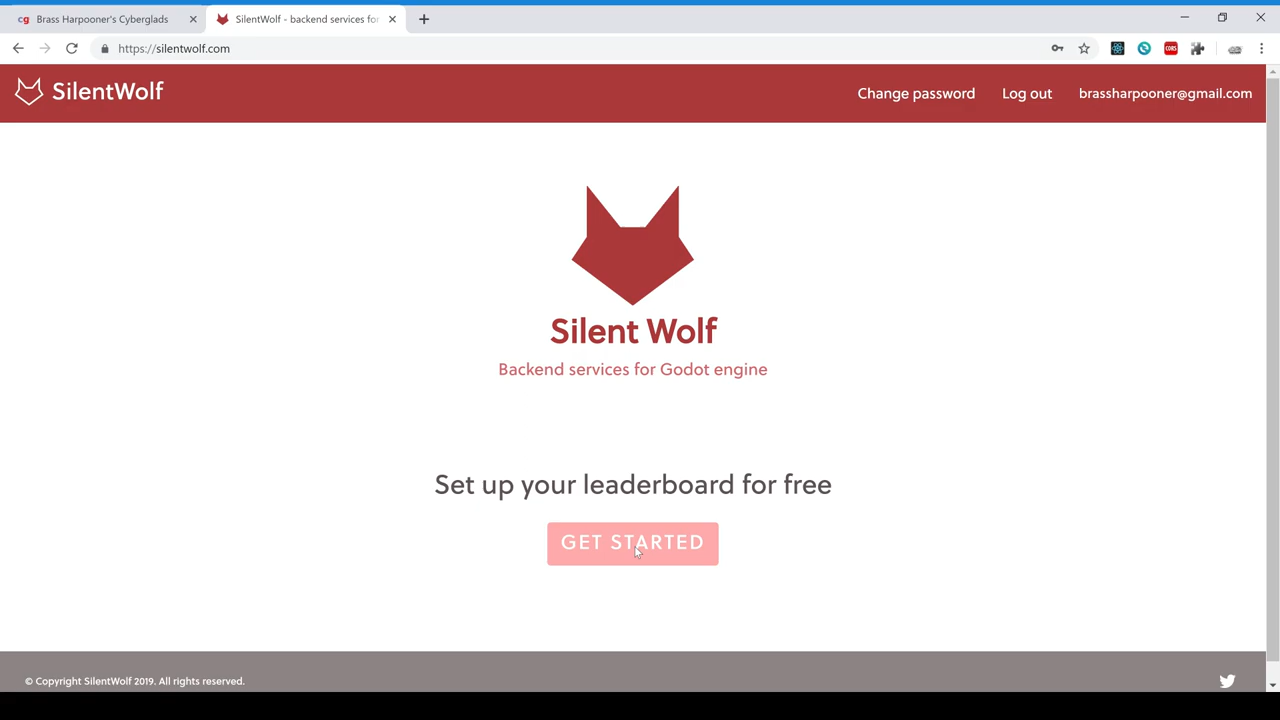 cg Brass Harpooner's Cyberglads
SilentWolf - backend services for
https://silentwolf.com
CORS
SilentWolf
Change password
Log out
brassharpooner@gmail.com
Silent Wolf
Backend services for Godot engine
Set up your leaderboard for free
GET STARTED
© Copyright SilentWolf 2019. All rights reserved.